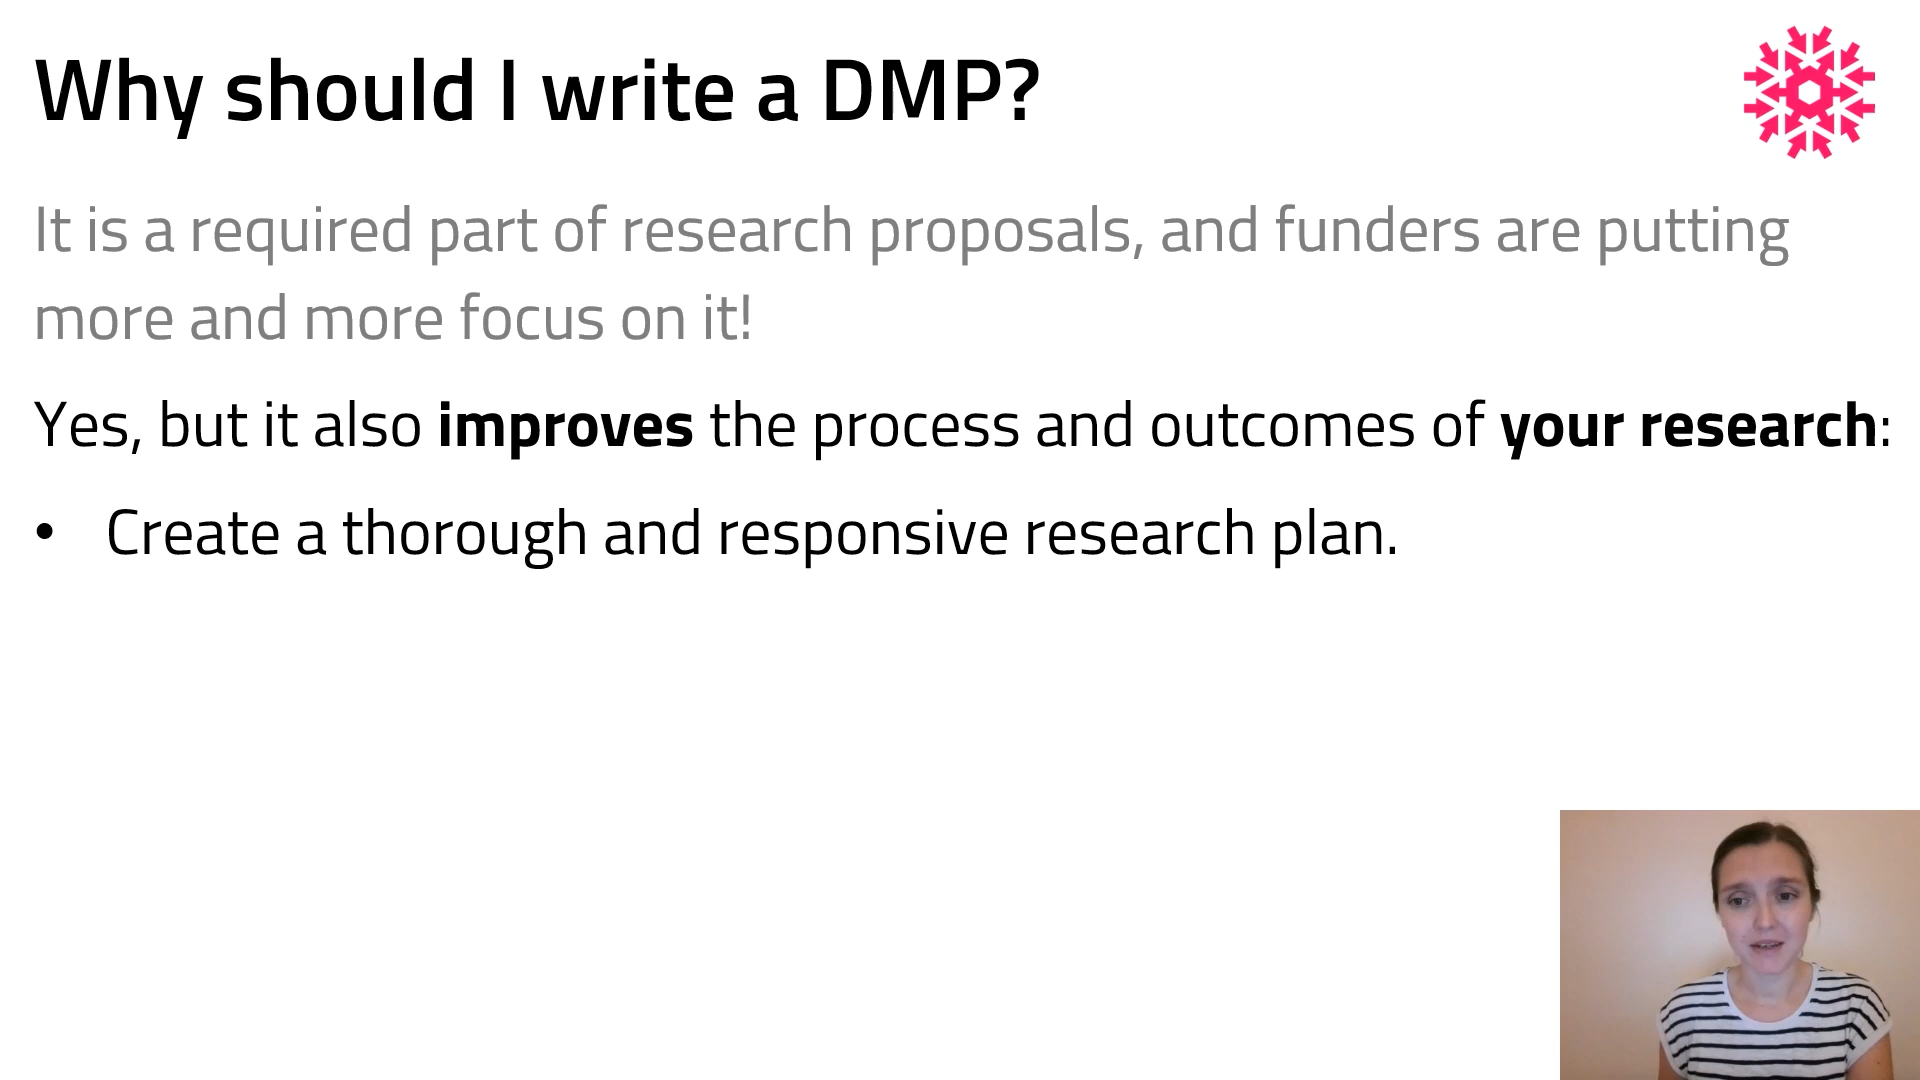 Why should I write a DMP?
It is a required part of research proposals, and funders are putting
more and more focus on it!
Yes, but it also improves the process and outcomes of your research:
• Create a thorough and responsive research plan.